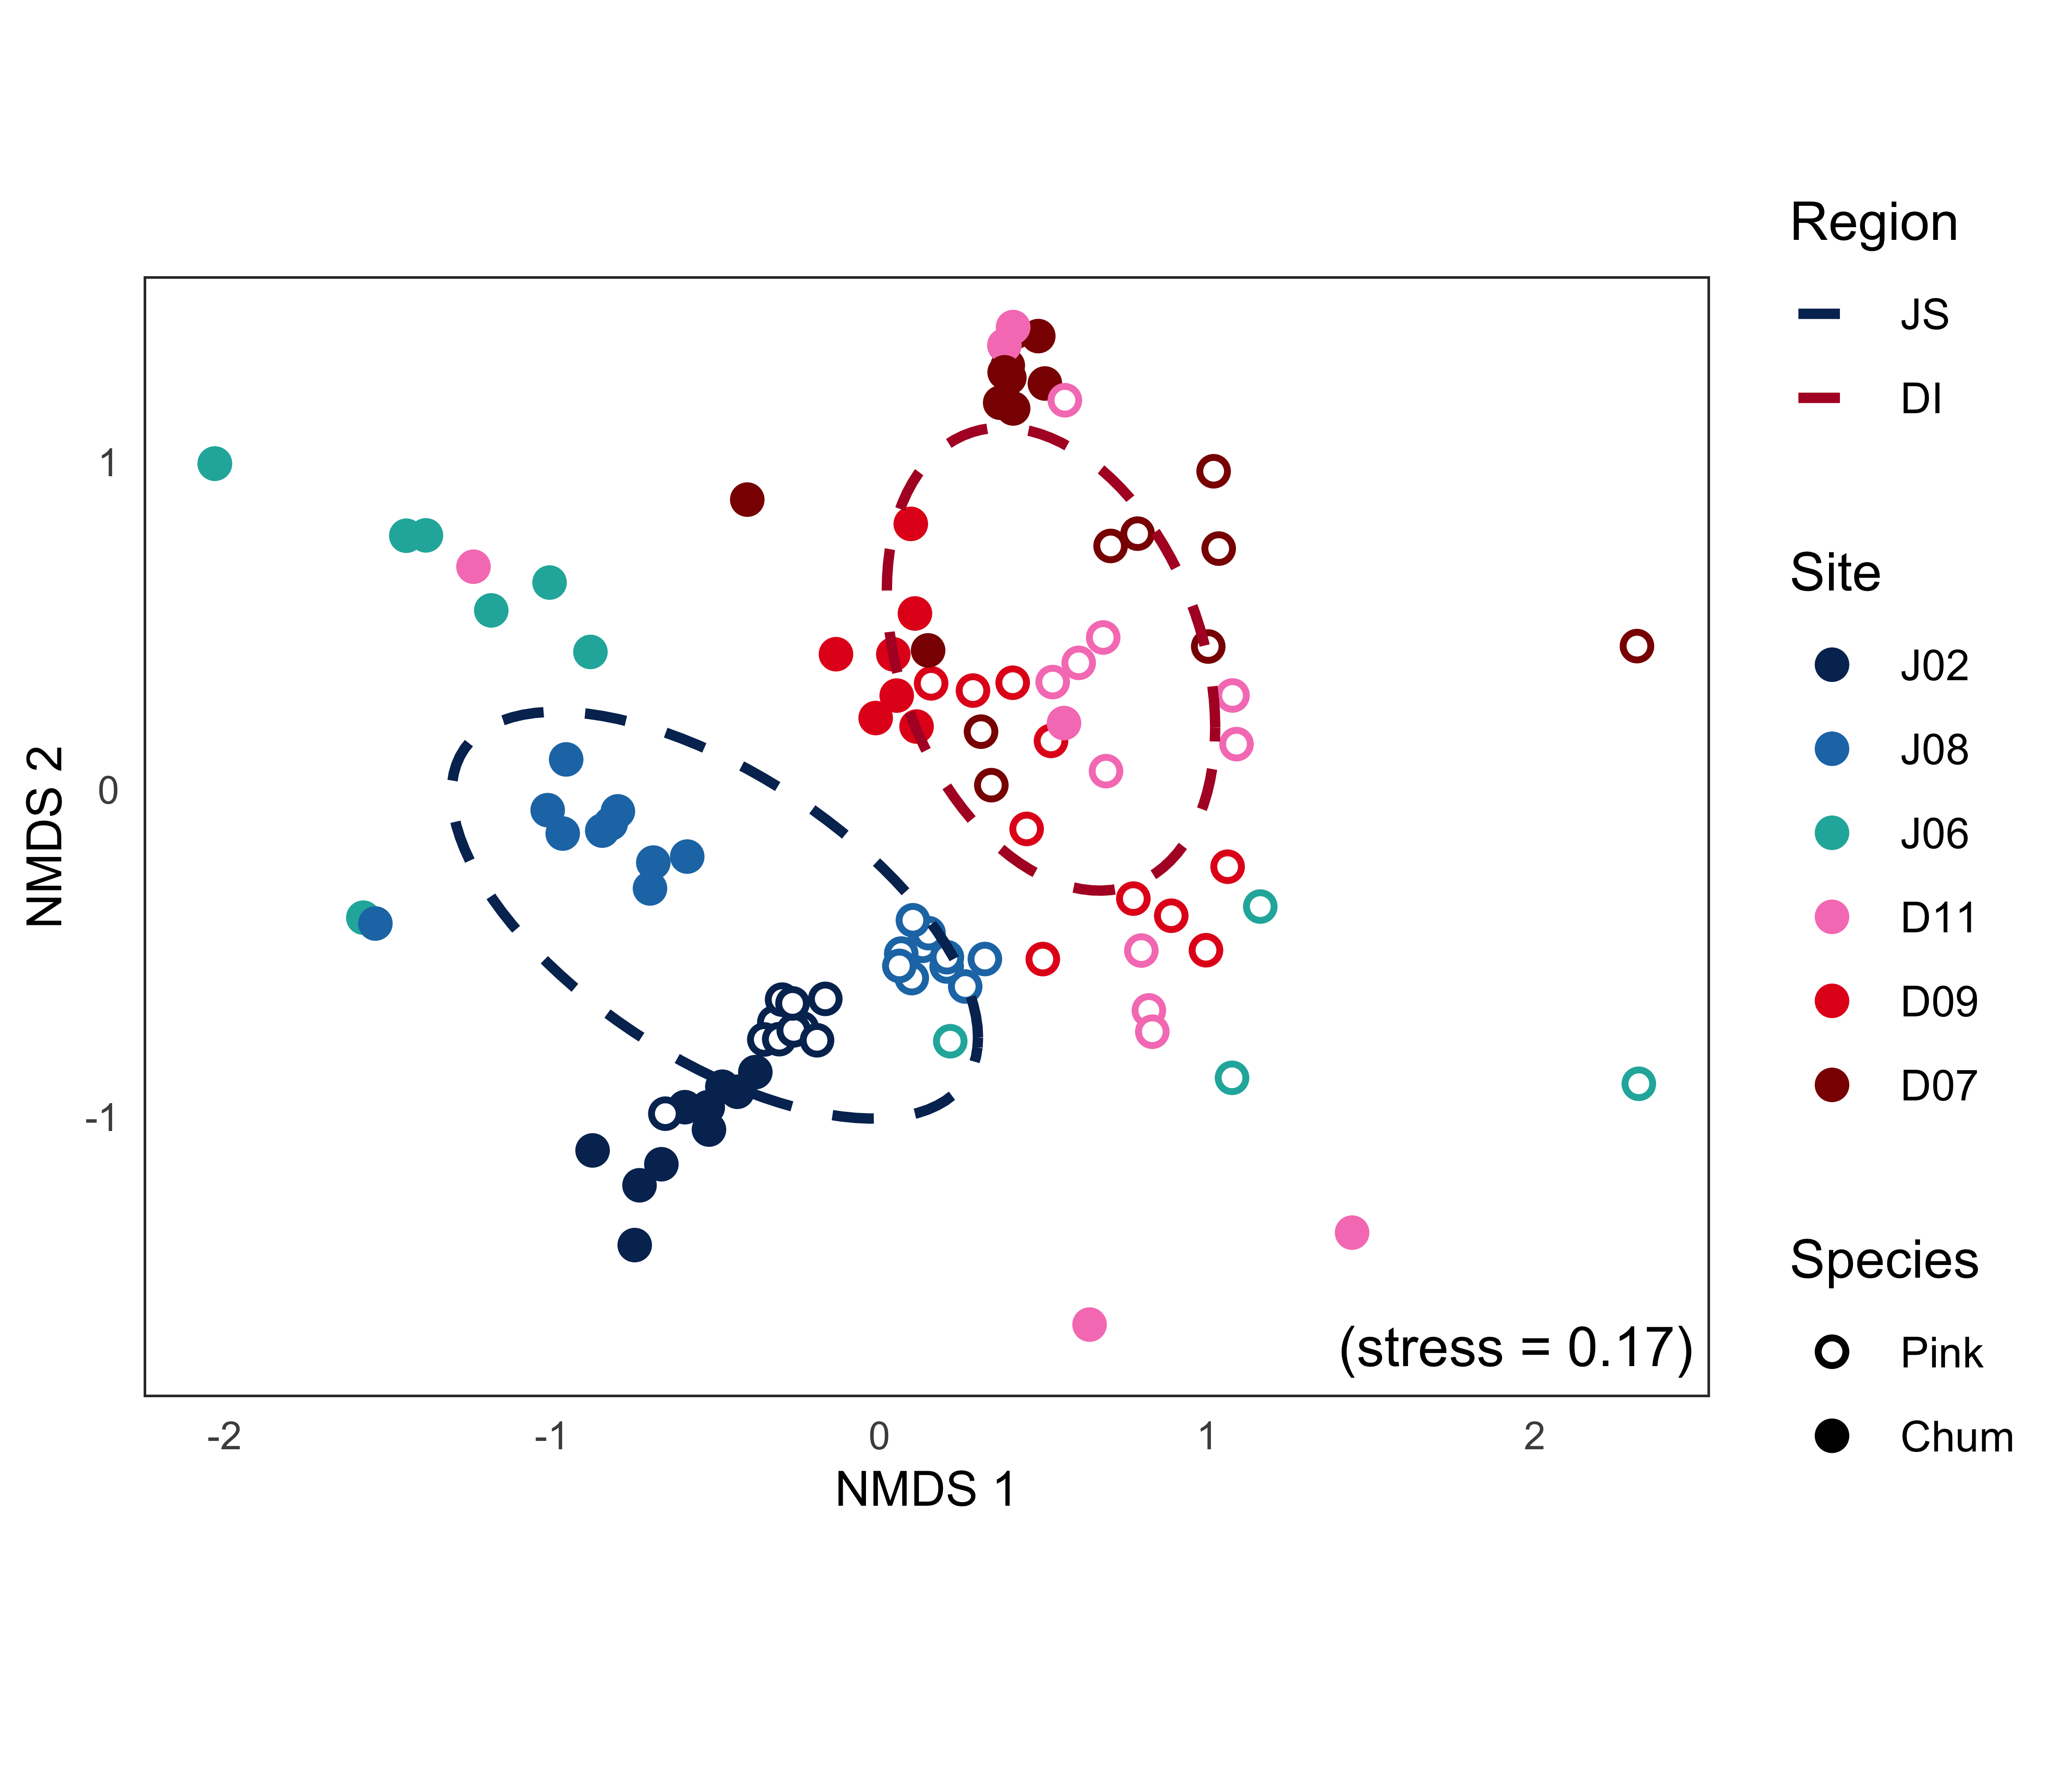 Region
JS
DI
1
Site
J02
J08
0
J06
NMDS 2
D11
D09
D07
-1
Species
(stress = 0.17)
Pink
Chum
-2 -1 0 1 2
NMDS 1